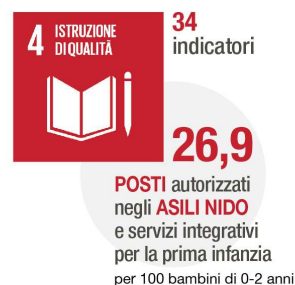 4 ISTRUZIONE
DI QUALITÀ
34
indicatori
26,9
POSTI autorizzati
negli ASILI NIDO
e servizi integrativi
per la prima infanzia
per 100 bambini di 0-2 anni